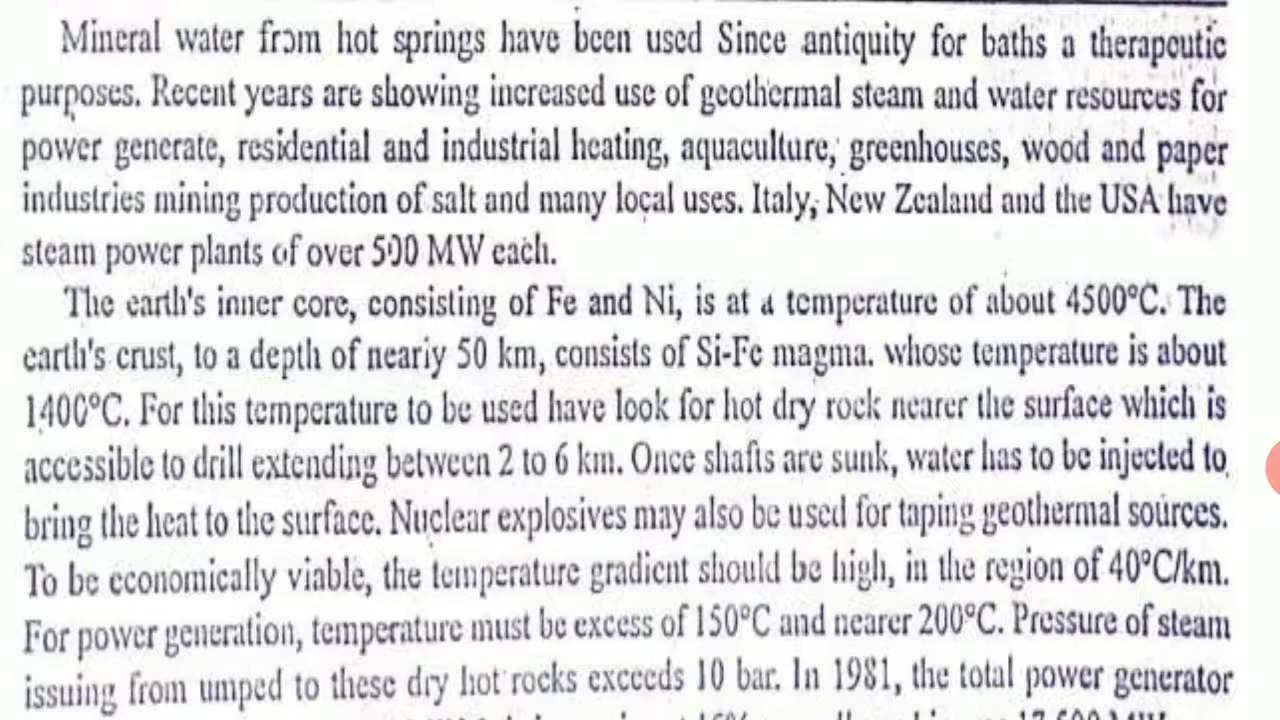 Mineral water from hot springs have been used Since antiquity for baths a therapeutic
purposes. Recent years are showing increased use of geothermal steam and water resources for
power generate, residential and industrial heating, aquaculture, greenhouses, wood and paper
industries mining production of salt and many local uses. Italy, New Zealand and the USA have
steam power plants of over 500 MW each.
The earth's inner core, consisting of Fe and Ni, is at a temperature of about 4500°C. The
earth's crust, to a depth of nearly 50 km, consists of Si-Fe magma. whose temperature is about
1400°C. For this temperature to be used have look for hot dry rock nearer the surface which is
accessible to drill extending between 2 to 6 km. Once shafts are sunk, water has to be injected to
bring the heat to the surface. Nuclear explosives may also be used for taping geothermal sources.
To be economically viable, the temperature gradient should be high, in the region of 40°C/km.
For power generation, temperature must be excess of 150°C and nearer 200°C. Pressure of steam
issuing from umped to these dry hot rocks exceeds 10 bar. In 1981, the total power generator